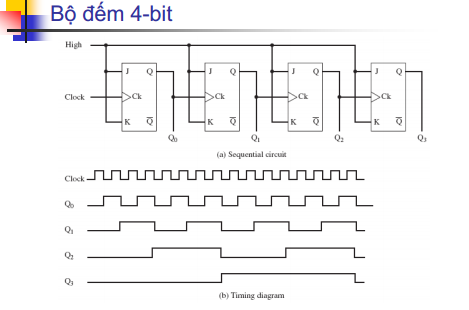 Bộ đếm 4-bit
High
J Q J Q J Q J Q
Clock Ck Ck Ck Ck
K Q̅ K Q̅ K Q̅ K Q̅
Q₀ Q₁ Q₂ Q₃
(a) Sequential circuit
Clock
Q₀
Q₁
Q₂
Q₃
(b) Timing diagram